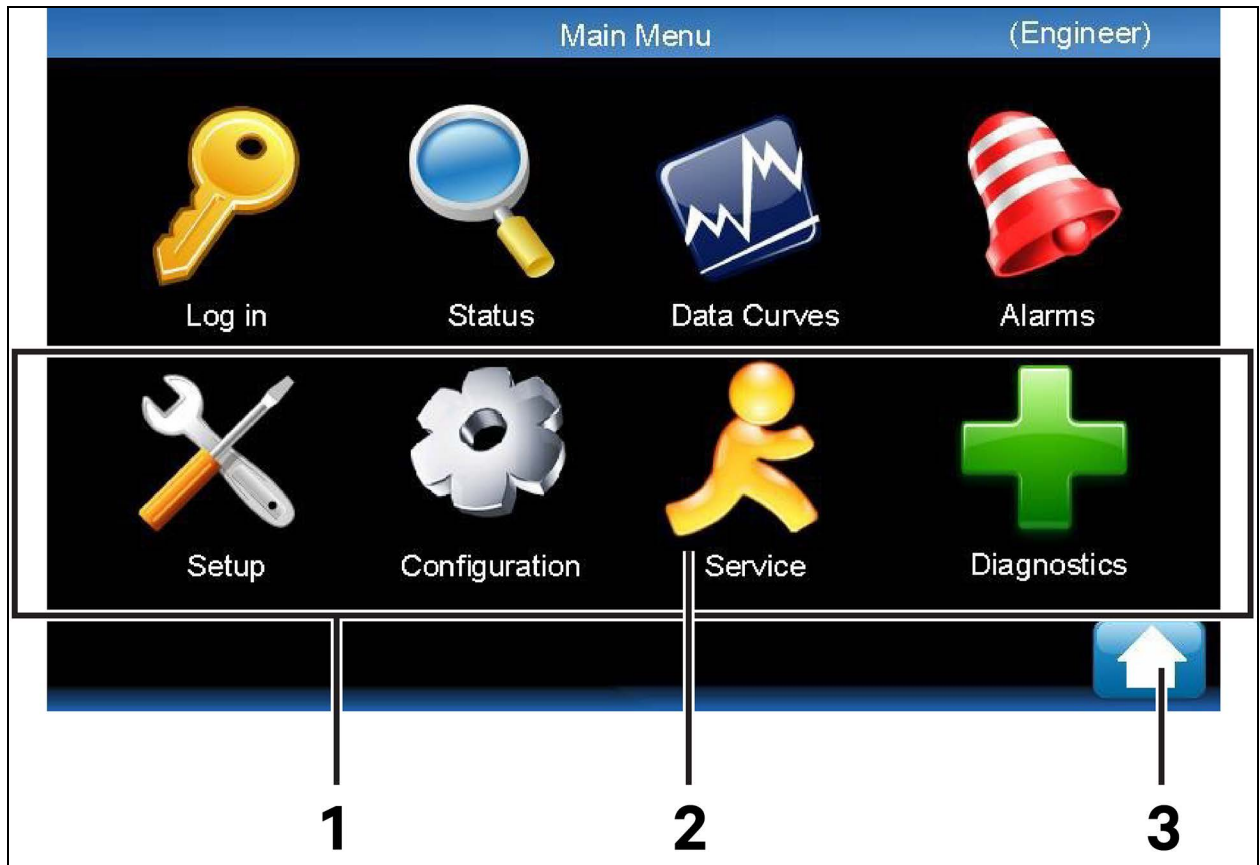 Main Menu (Engineer)
Log in Status Data Curves Alarms
Setup Configuration Service Diagnostics
1 2 3